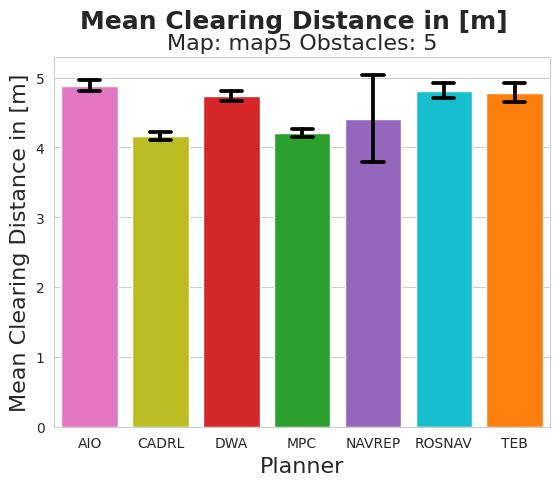 Mean Clearing Distance in [m]
Map: map5 Obstacles: 5
Mean Clearing Distance in [m]
5
4
3
2
1
0
AIO CADRL DWA MPC NAVREP ROSNAV TEB
Planner